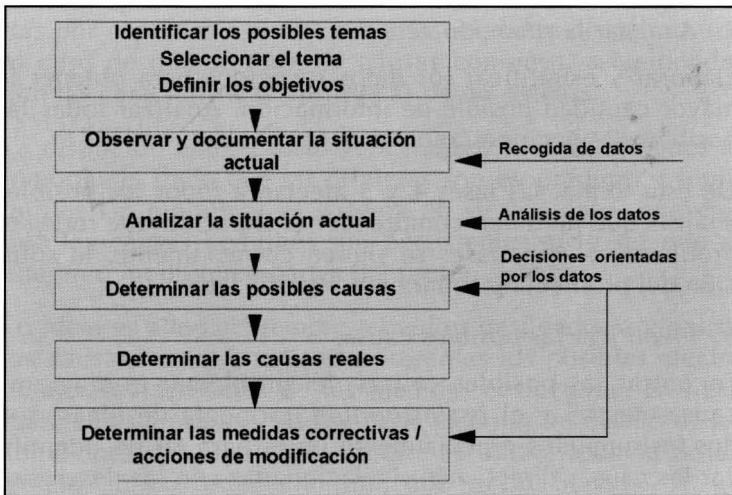 Identificar los posibles temas
Seleccionar el tema
Definir los objetivos
Observar y documentar la situación
actual
Recogida de datos
Analizar la situación actual
Análisis de los datos
Decisiones orientadas
por los datos
Determinar las posibles causas
Determinar las causas reales
Determinar las medidas correctivas /
acciones de modificación